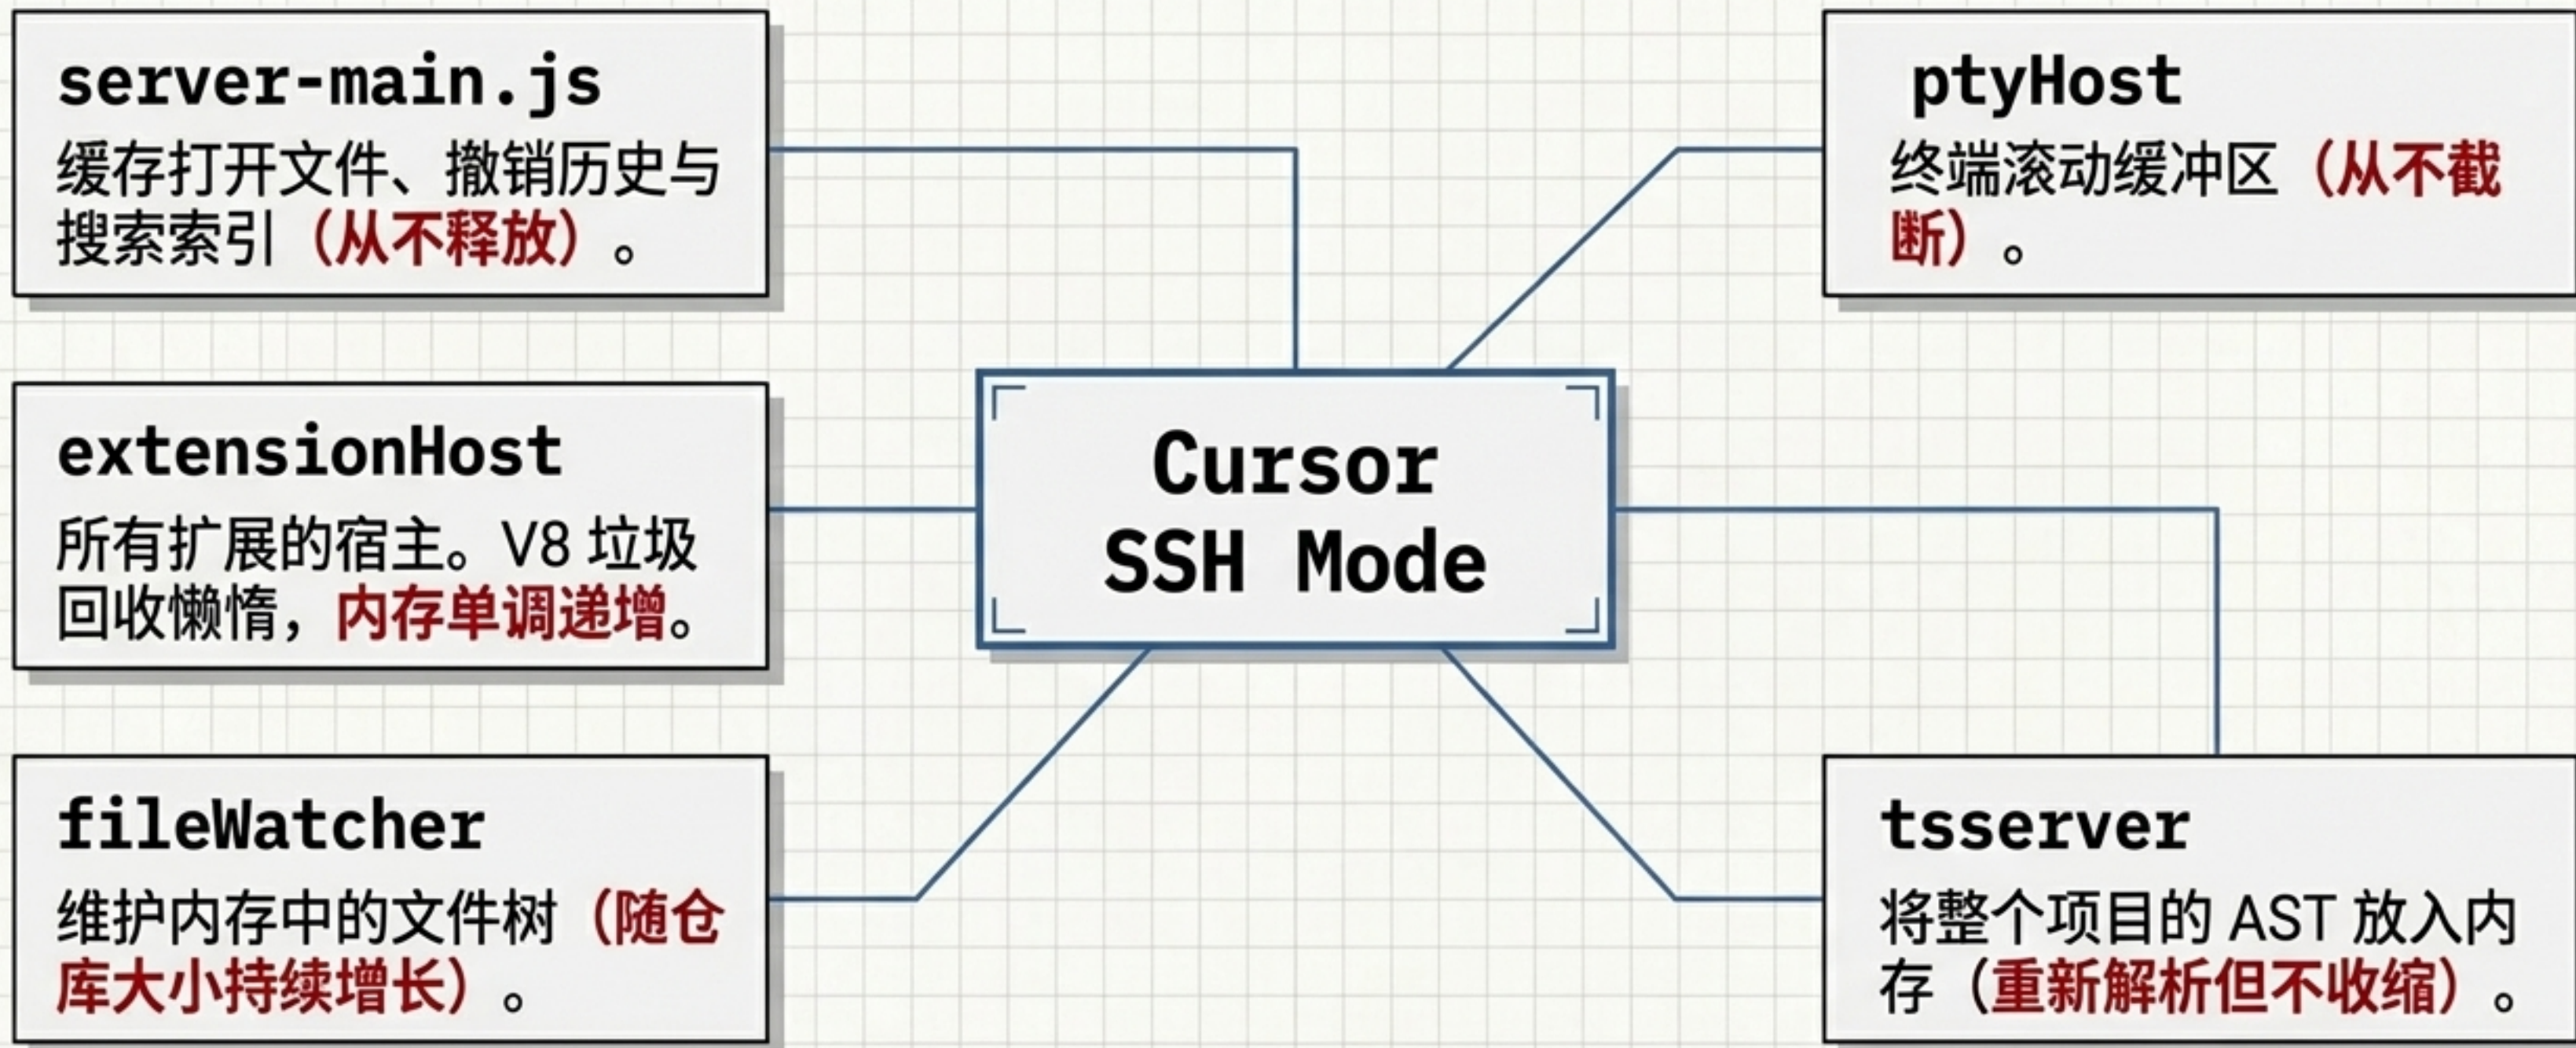 server-main.js
缓存打开文件、撤销历史与
搜索索引（从不释放）。
extensionHost
所有扩展的宿主。V8 垃圾
回收懒惰，内存单调递增。
fileWatcher
维护内存中的文件树（随仓
库大小持续增长）。
Cursor
SSH Mode
ptyHost
终端滚动缓冲区（从不截
断）。
tsserver
将整个项目的 AST 放入内
存（重新解析但不收缩）。